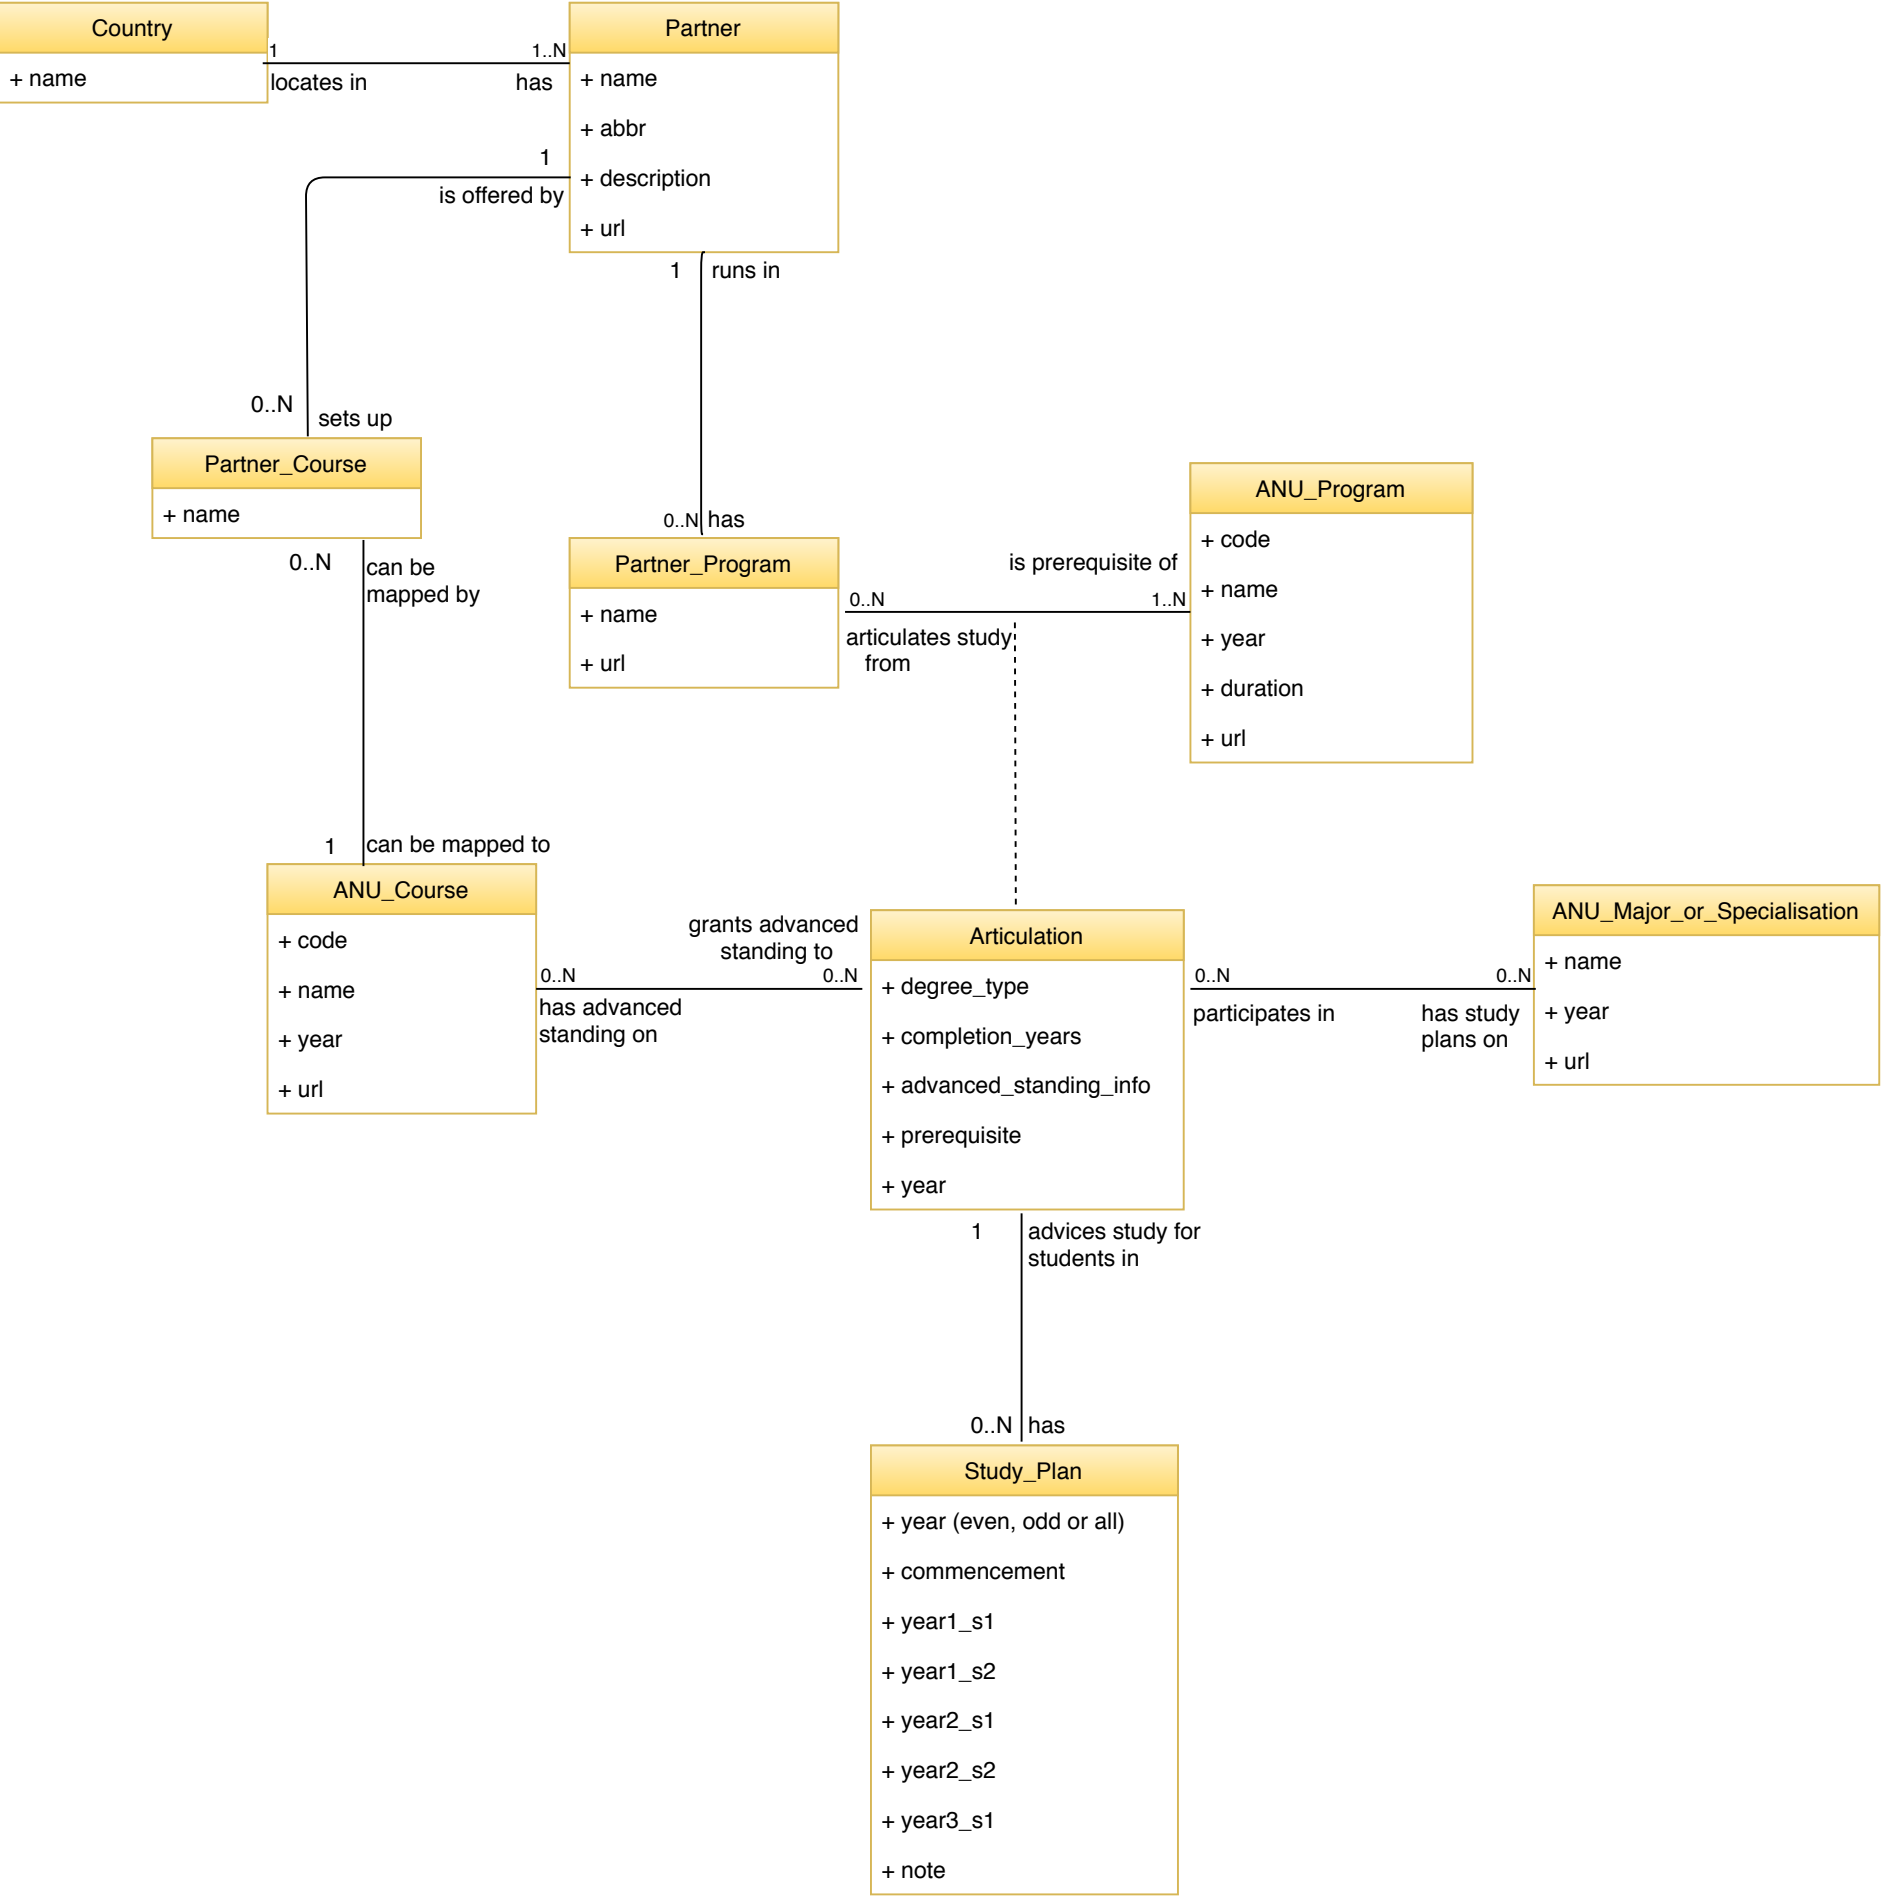 Country
+ name
1
locates in
1..N
has
Partner
+ name
+ abbr
+ description
+ url
1
is offered by
0..N
sets up
1
runs in
0..N
has
Partner_Course
+ name
0..N
can be
mapped by
1
can be mapped to
Partner_Program
+ name
+ url
0..N
articulates study
from
is prerequisite of
1..N
ANU_Program
+ code
+ name
+ year
+ duration
+ url
ANU_Course
+ code
+ name
+ year
+ url
0..N
has advanced
standing on
grants advanced
standing to
0..N
Articulation
+ degree_type
+ completion_years
+ advanced_standing_info
+ prerequisite
+ year
0..N
participates in
0..N
has study
plans on
ANU_Major_or_Specialisation
+ name
+ year
+ url
1
advices study for
students in
0..N
has
Study_Plan
+ year (even, odd or all)
+ commencement
+ year1_s1
+ year1_s2
+ year2_s1
+ year2_s2
+ year3_s1
+ note